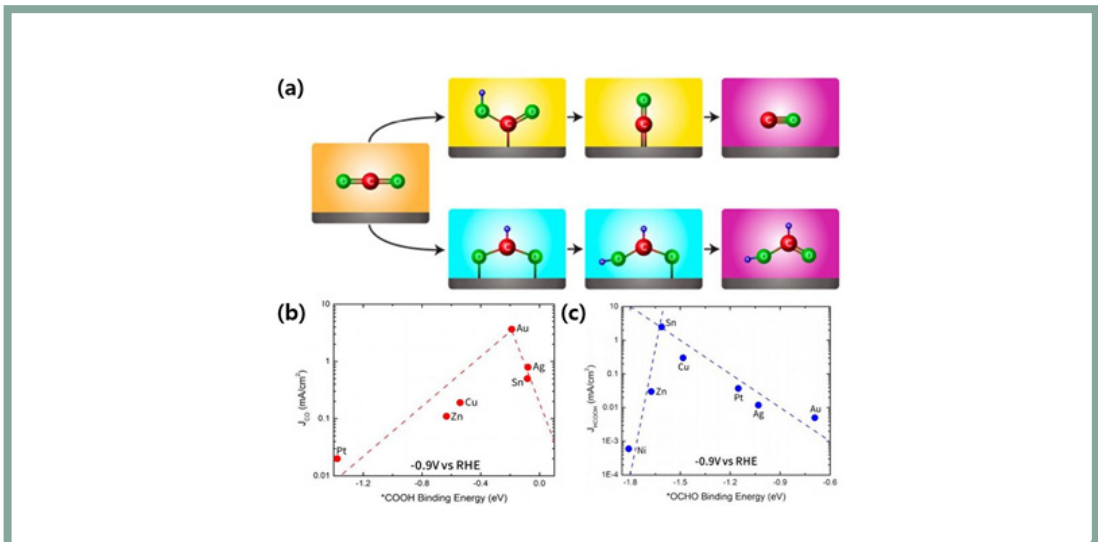 (a)
O C O
O C O
O
C
C O
O C O
O C O
O C O
(b)
10
1
0.1
0.01
J_CO (mA/cm²)
Au
Ag
Sn
Cu
Zn
Pt
-0.9V vs RHE
-1.2 -0.8 -0.4 0.0
*COOH Binding Energy (eV)
(c)
10
1
0.1
0.01
1E-3
1E-4
J_HCOOH (mA/cm²)
Sn
Cu
Zn
Pt
Ag
Au
Ni
-0.9V vs RHE
-1.8 -1.5 -1.2 -0.9 -0.6
*OCHO Binding Energy (eV)